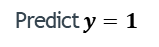 Predict y = 1